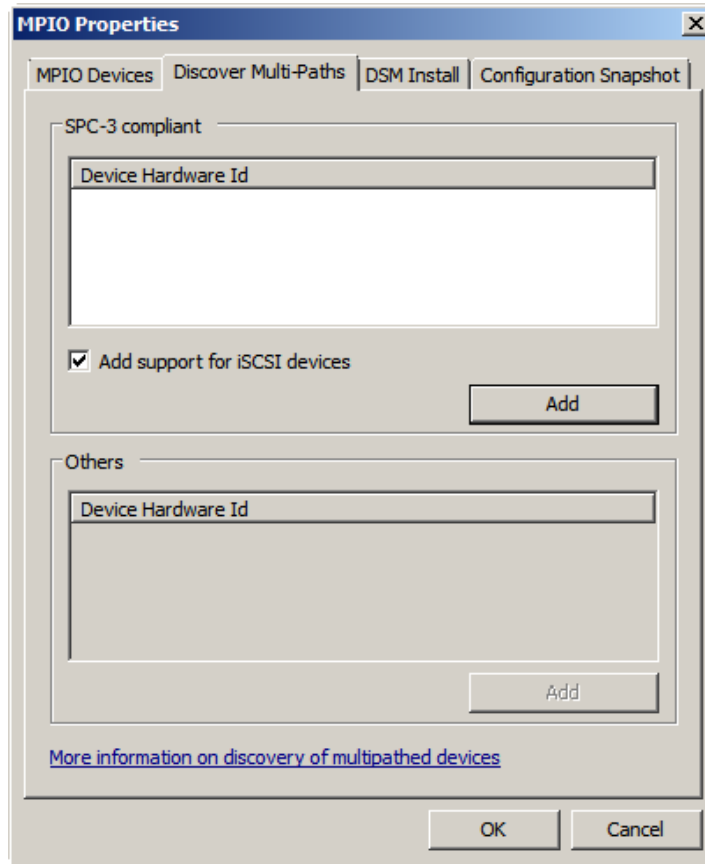 MPIO Properties
MPIO Devices Discover Multi-Paths DSM Install Configuration Snapshot
SPC-3 compliant
Device Hardware Id
Add support for iSCSI devices
Add
Others
Device Hardware Id
Add
More information on discovery of multipathed devices
OK Cancel